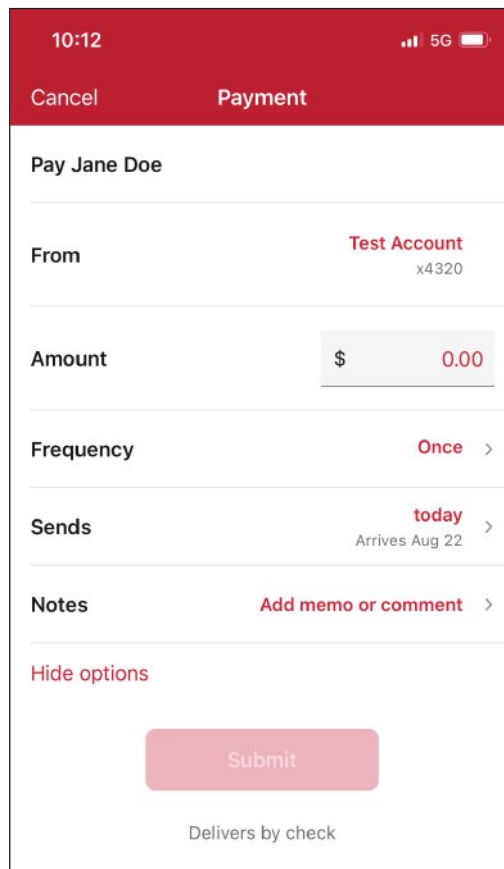 10:12 5G
Cancel Payment
Pay Jane Doe
From Test Account
x4320
Amount $ 0.00
Frequency Once
Sends today
Arrives Aug 22
Notes Add memo or comment
Hide options
Submit
Delivers by check